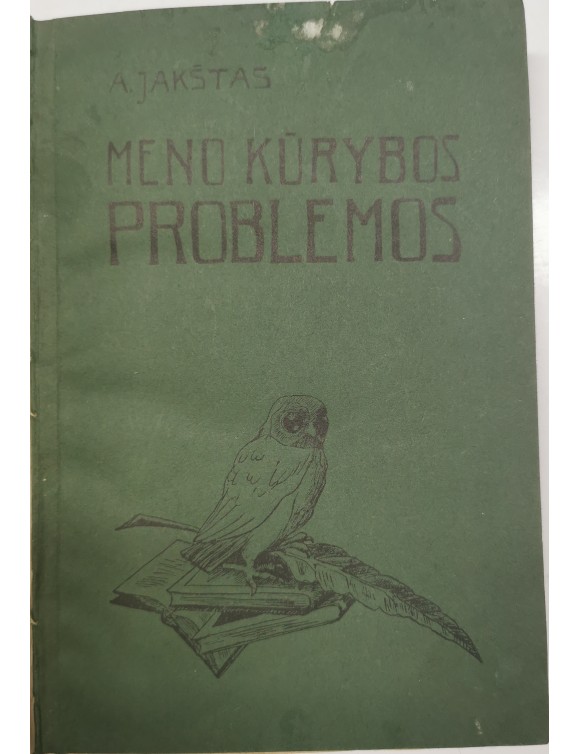 A. JAKŠTAS
MENO KŪRYBOS
PROBLEMOS